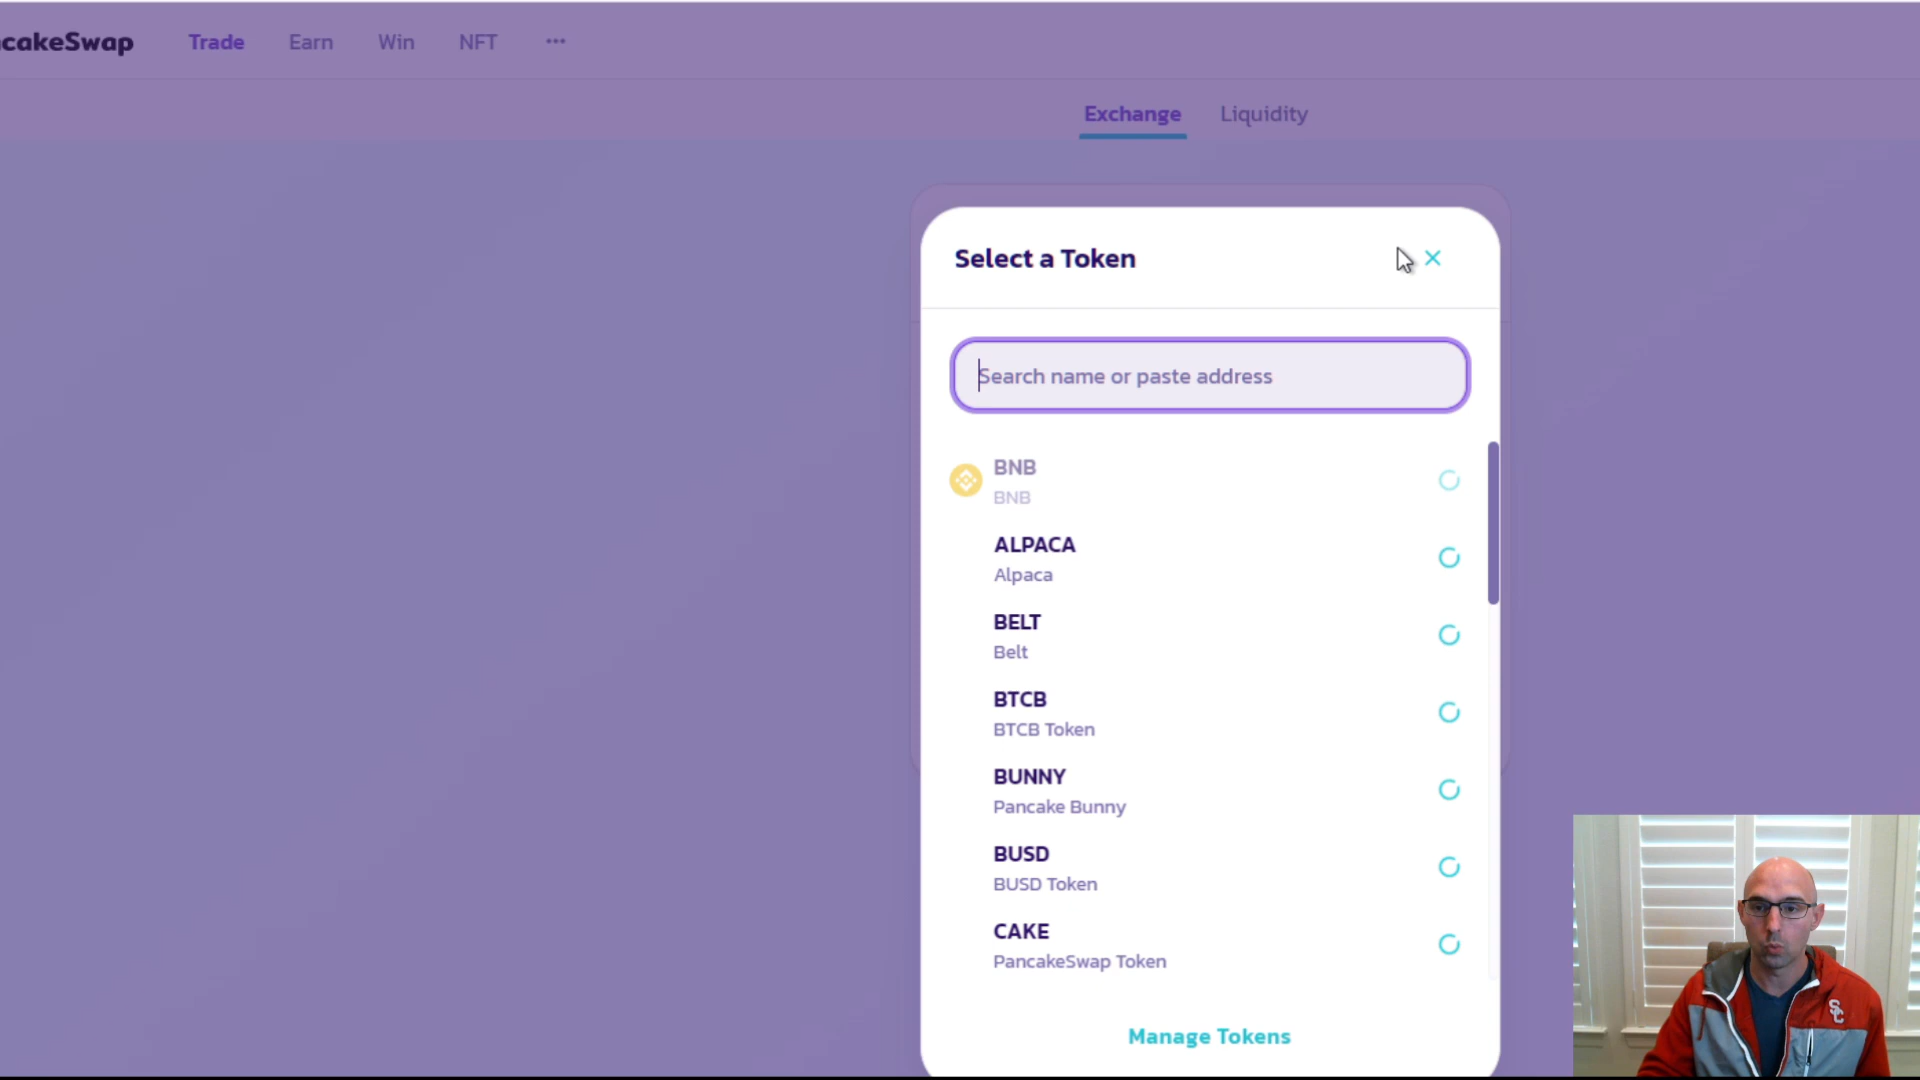 cakeSwap
Trade
Earn
Win
NFT
...
Exchange
Liquidity
Select a Token
Search name or paste address
BNB
BNB
ALPACA
Alpaca
BELT
Belt
BTCB
BTCB Token
BUNNY
Pancake Bunny
BUSD
BUSD Token
CAKE
PancakeSwap Token
Manage Tokens
SC